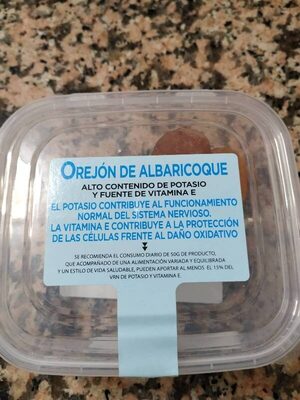 OREJÓN DE ALBARICOQUE
ALTO CONTENIDO DE POTASIO
Y FUENTE DE VITAMINA E
EL POTASIO CONTRIBUYE AL FUNCIONAMIENTO
NORMAL DEL SISTEMA NERVIOSO.
LA VITAMINA E CONTRIBUYE A LA PROTECCIÓN
DE LAS CÉLULAS FRENTE AL DAÑO OXIDATIVO
SE RECOMIENDA EL CONSUMO DIARIO DE 50G DE PRODUCTO,
QUE ACOMPAÑADO DE UNA ALIMENTACIÓN VARIADA Y EQUILIBRADA
Y UN ESTILO DE VIDA SALUDABLE, PUEDEN APORTAR AL MENOS EL 15% DEL
VRN DE POTASIO Y VITAMINA E.